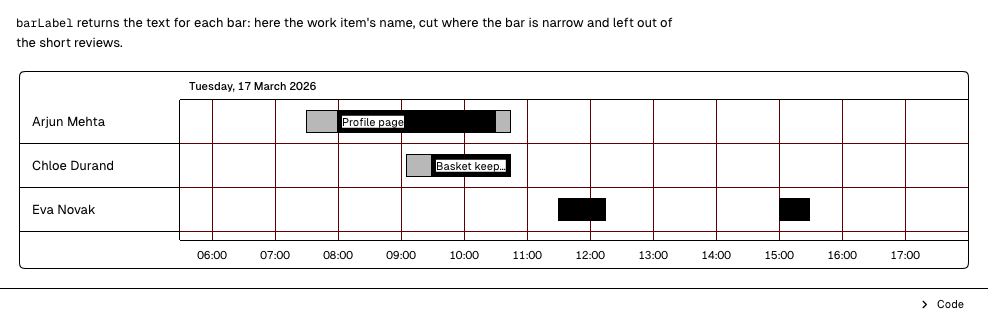 barLabel returns the text for each bar: here the work item's name, cut where the bar is narrow and left out of
the short reviews.
Tuesday, 17 March 2026
Arjun Mehta
Profile page
Chloe Durand
Basket keep…
Eva Novak
06:00 07:00 08:00 09:00 10:00 11:00 12:00 13:00 14:00 15:00 16:00 17:00
Code